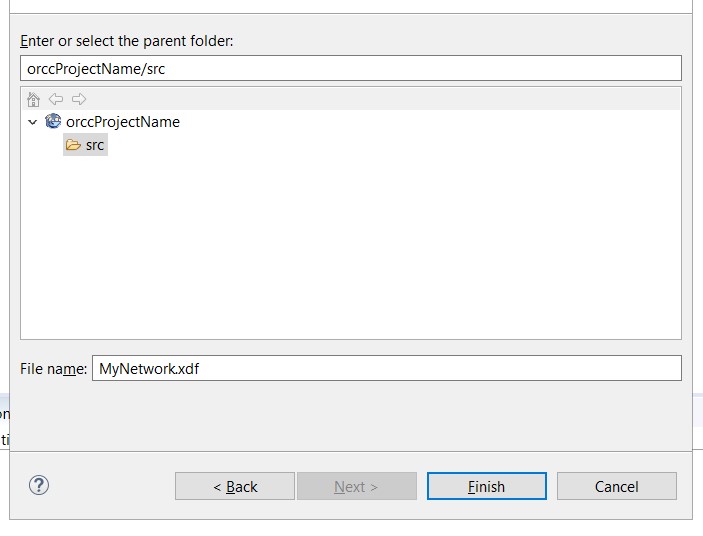 Enter or select the parent folder:
orccProjectName/src
orccProjectName
src
File name: MyNetwork.xdf
on
ti
< Back Next > Finish Cancel